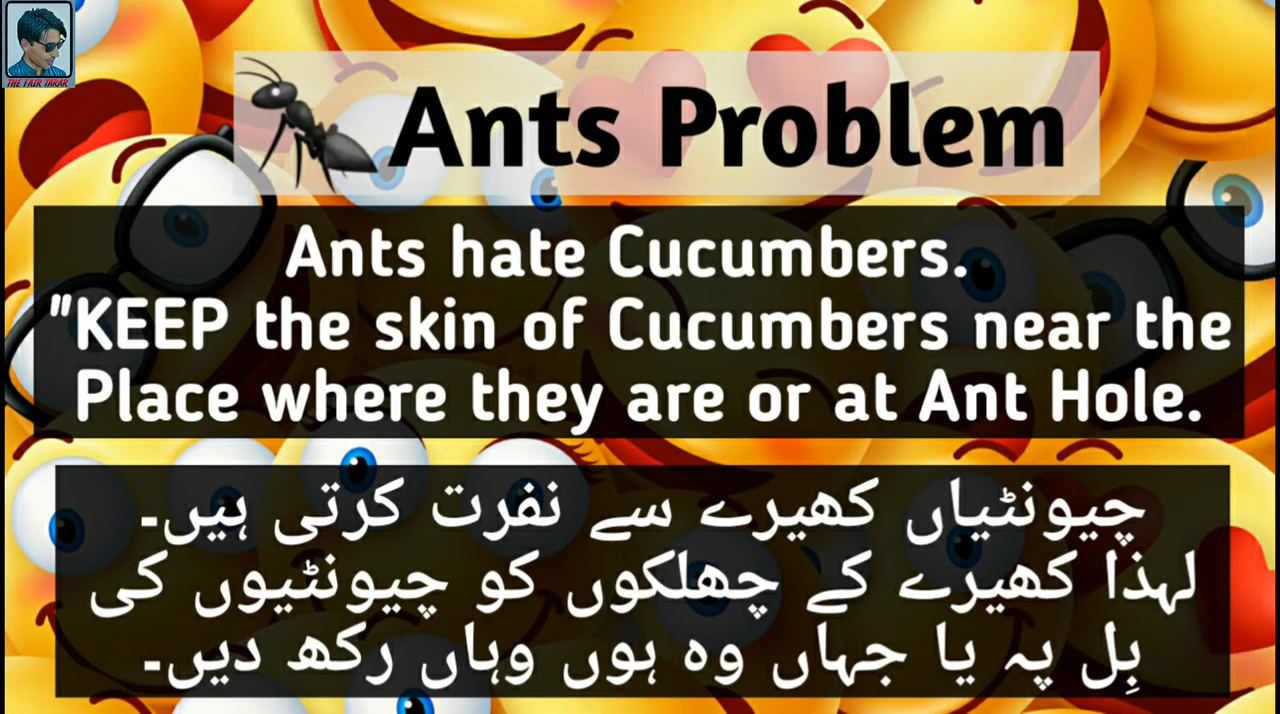 THE FAIR TARAR
Ants Problem
Ants hate Cucumbers.
"KEEP the skin of Cucumbers near the
Place where they are or at Ant Hole.
چیونٹیاں کھیرے سے نفرت کرتی ہیں۔
لہذا کھیرے کے چھلکوں کو چیونٹیوں کی
بِل پہ یا جہاں وہ ہوں وہاں رکھ دیں۔